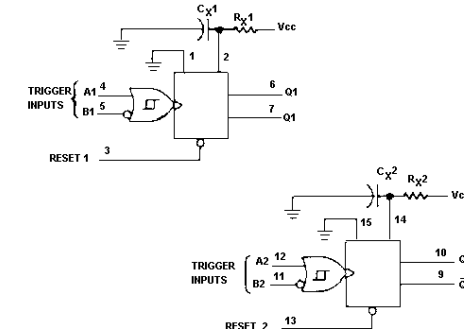 CX1
RX1
Vcc
1
2
TRIGGER INPUTS
A1 4
B1 5
6 Q1
7 Q1
RESET 1 3
CX2
RX2
Vc
15
14
TRIGGER INPUTS
A2 12
B2 11
10 Q
9 Q̅
RESET 2 13